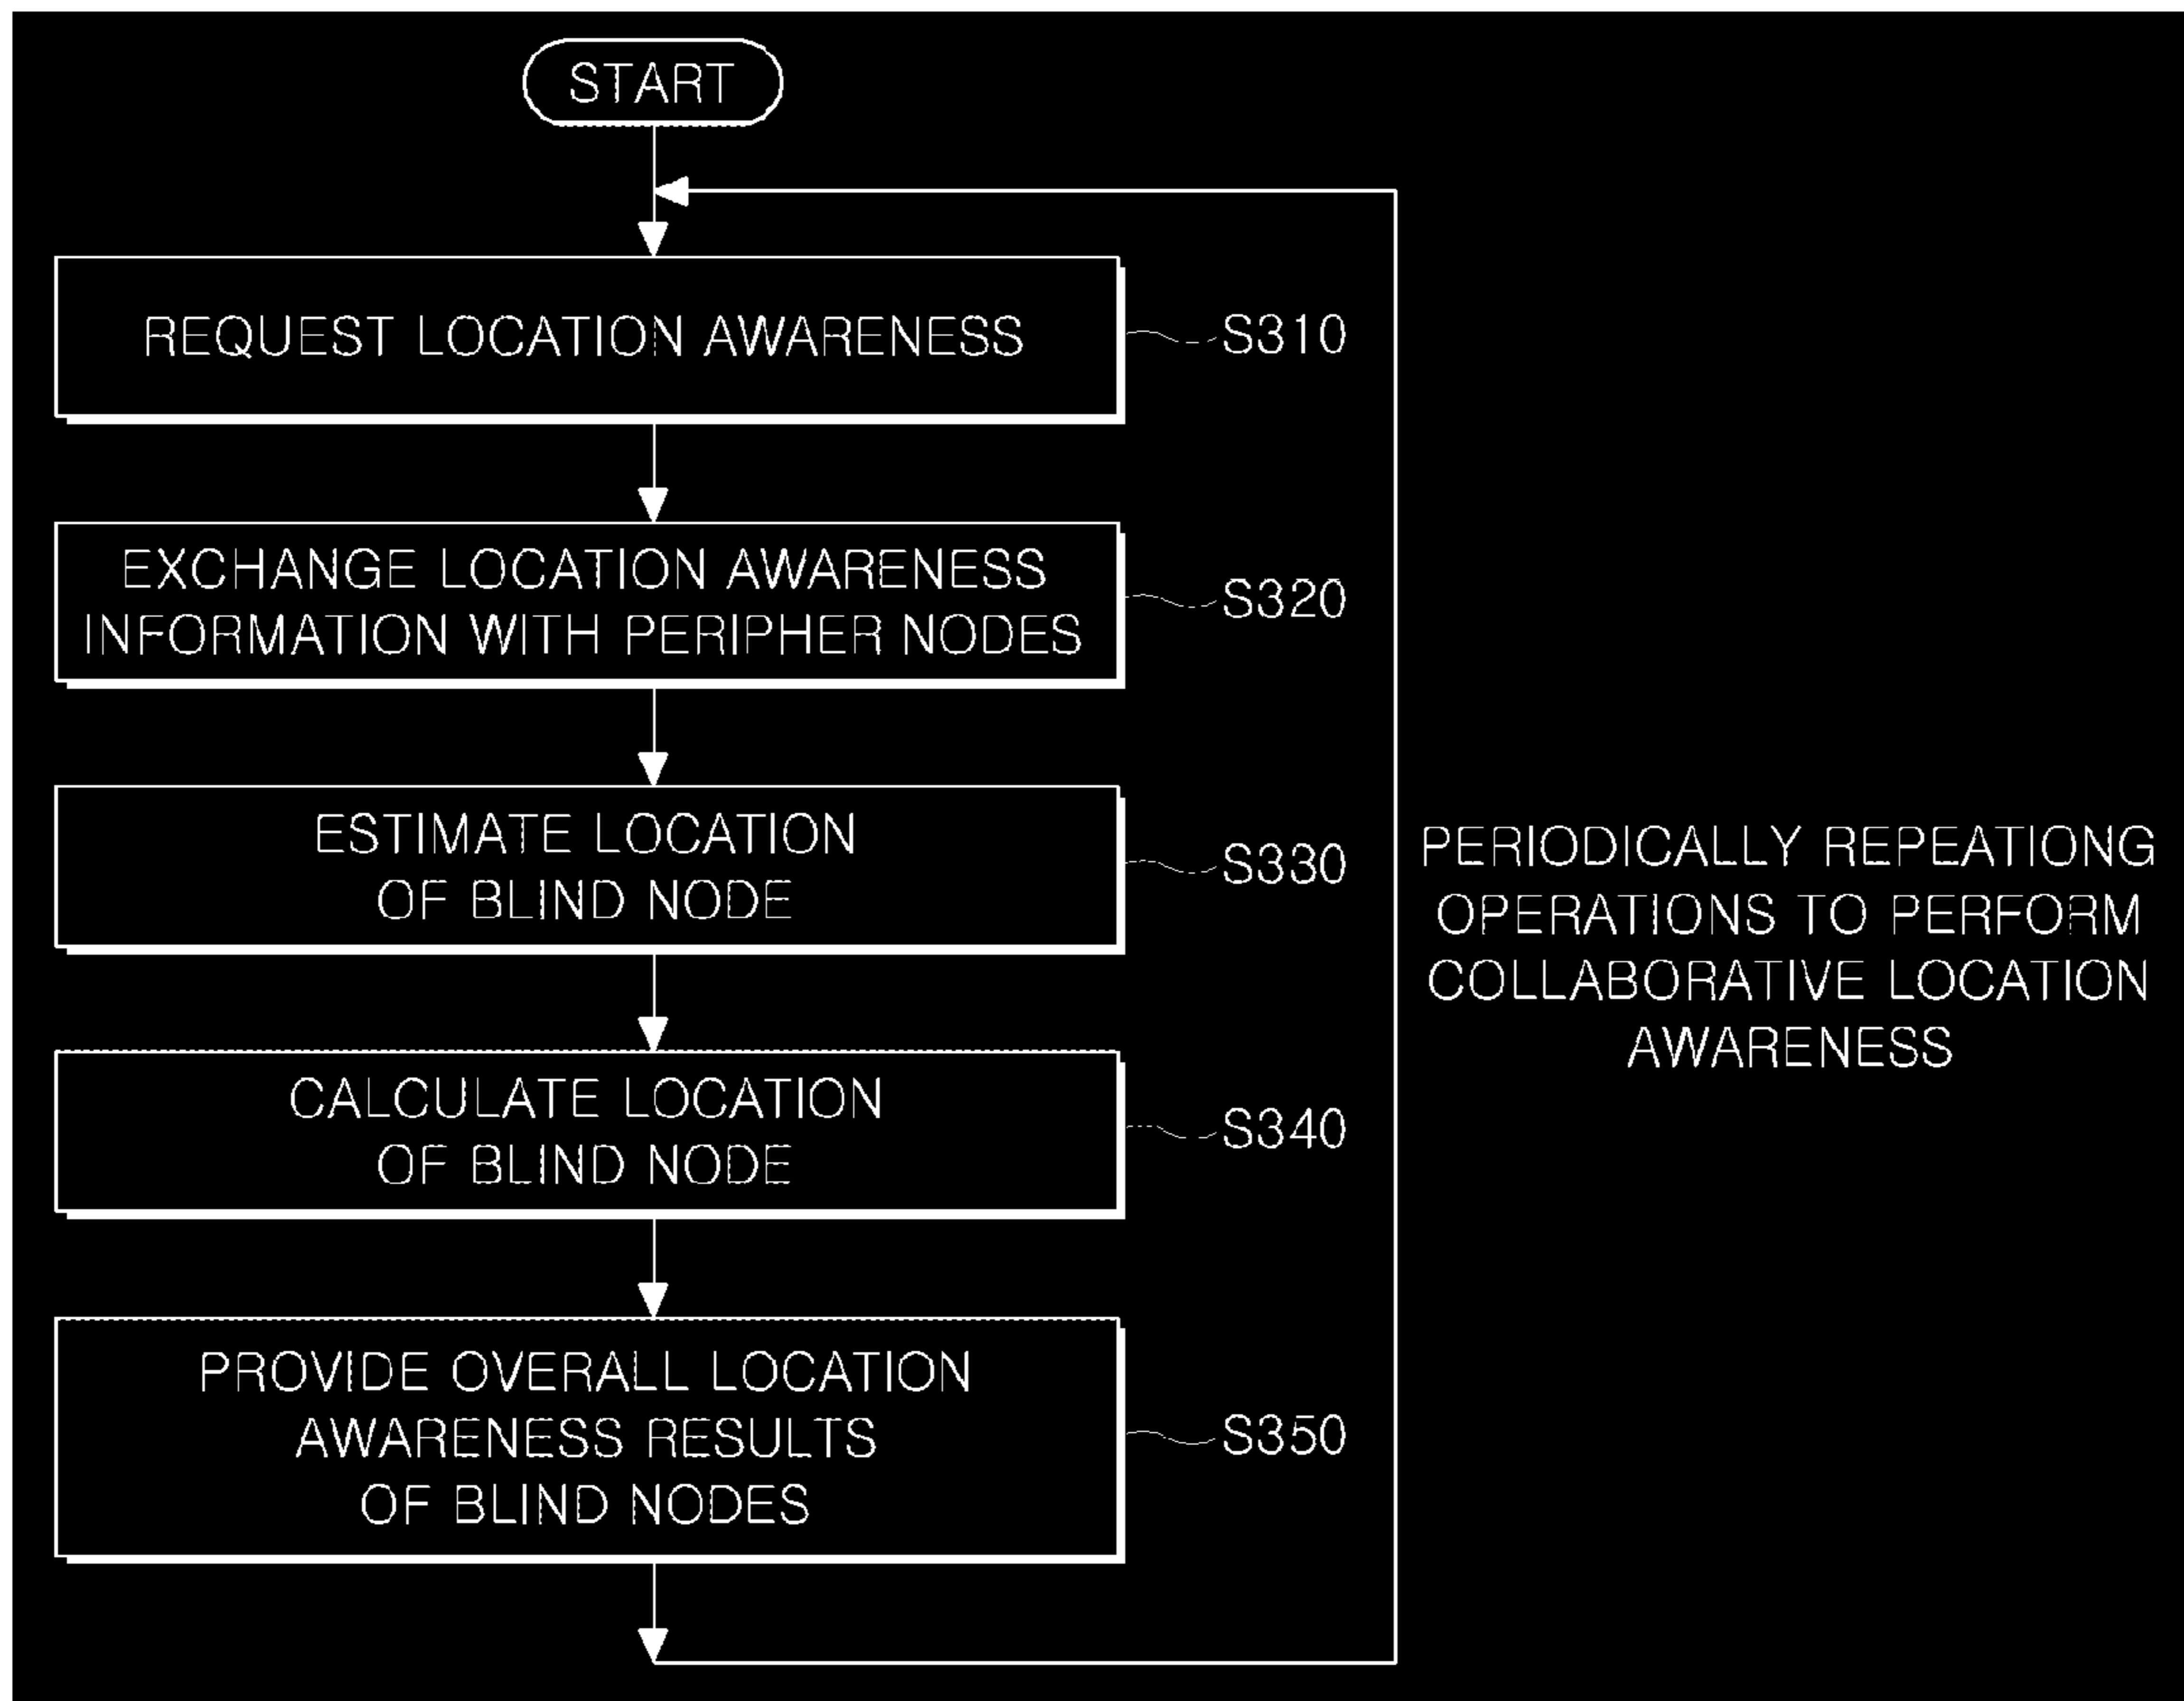 START
REQUEST LOCATION AWARENESS
S310
EXCHANGE LOCATION AWARENESS
INFORMATION WITH PERIPHER NODES
S320
ESTIMATE LOCATION
OF BLIND NODE
S330
CALCULATE LOCATION
OF BLIND NODE
S340
PROVIDE OVERALL LOCATION
AWARENESS RESULTS
OF BLIND NODES
S350
PERIODICALLY REPEATIONG
OPERATIONS TO PERFORM
COLLABORATIVE LOCATION
AWARENESS